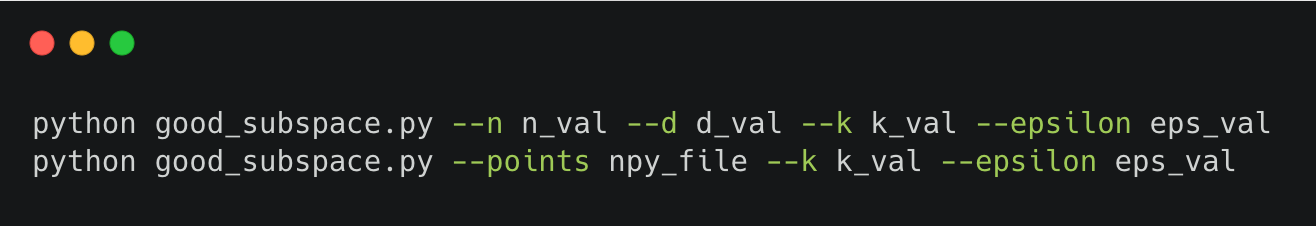 python good_subspace.py --n n_val --d d_val --k k_val --epsilon eps_val
python good_subspace.py --points npy_file --k k_val --epsilon eps_val